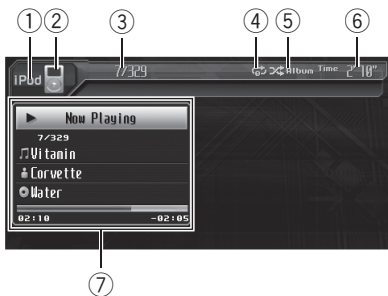 ① ② ③ ④ ⑤ ⑥
iPod 7/329 Album Time 2'10"
Now Playing
7/329
Vitamin
Corvette
Water
02:10 -02:05
⑦